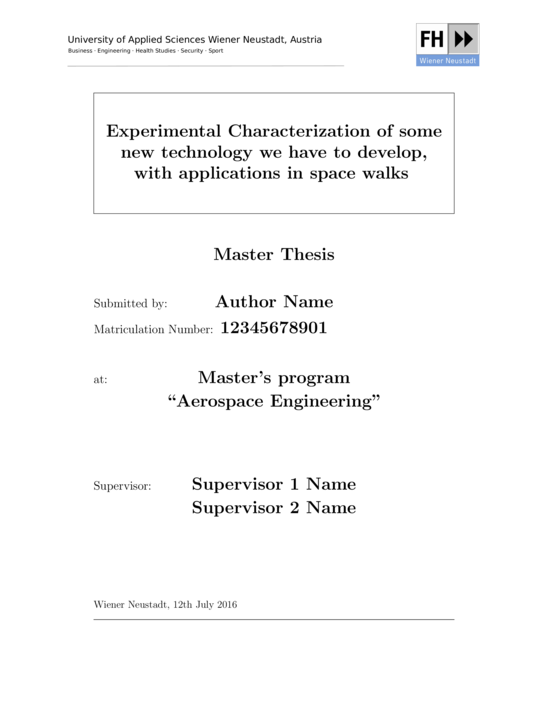 University of Applied Sciences Wiener Neustadt, Austria
Business · Engineering · Health Studies · Security · Sport
FH
Wiener Neustadt
Experimental Characterization of some
new technology we have to develop,
with applications in space walks
Master Thesis
Submitted by: Author Name
Matriculation Number: 12345678901
at: Master's program
“Aerospace Engineering”
Supervisor: Supervisor 1 Name
Supervisor 2 Name
Wiener Neustadt, 12th July 2016